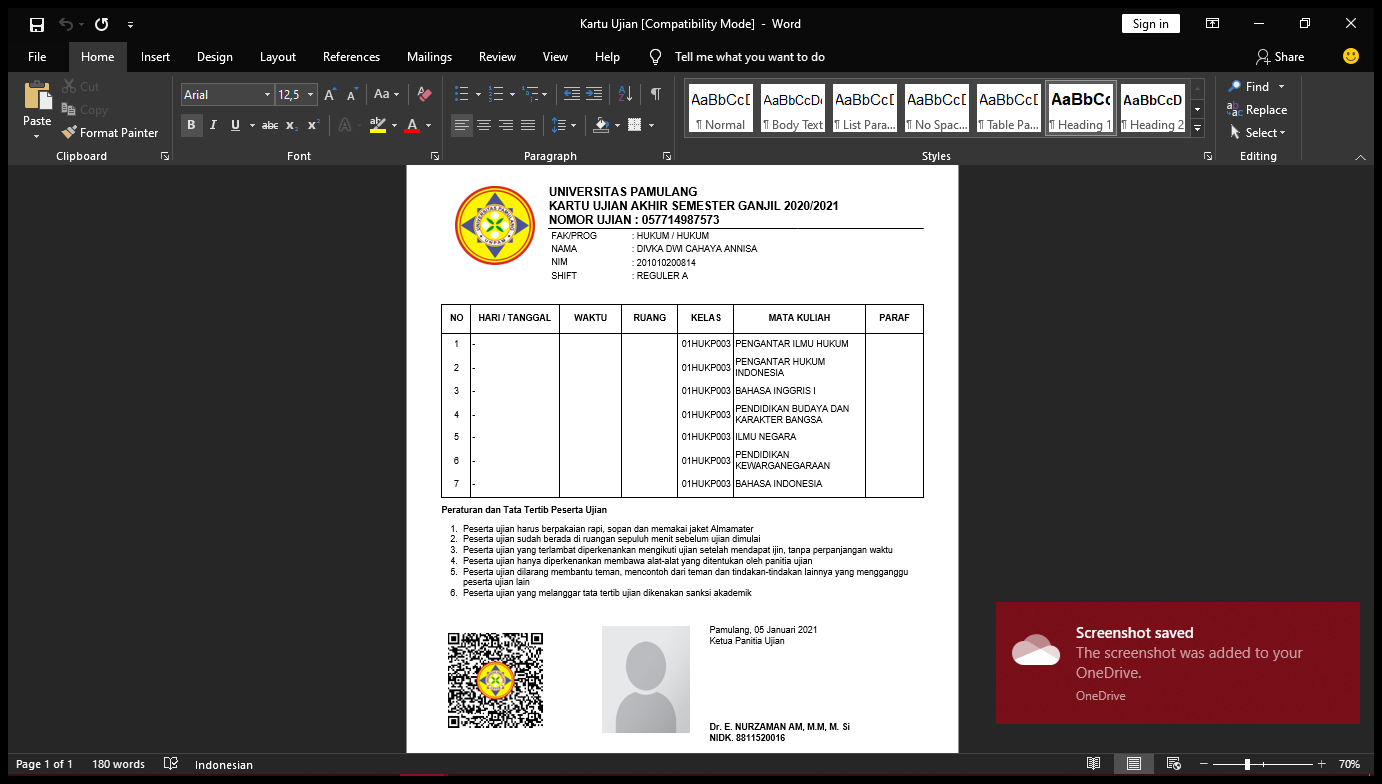 Kartu Ujian [Compatibility Mode] - Word
Sign in
File Home Insert Design Layout References Mailings Review View Help Tell me what you want to do Share
Paste
Cut
Copy
Format Painter
Clipboard
Arial 12,5
Font
Paragraph
AaBbCcD AaBbCcDc AaBbCcD AaBbCcD AaBbCcD AaBbCc AaBbCcD
¶ Normal ¶ Body Text ¶ List Para... ¶ No Spac... ¶ Table Pa... ¶ Heading 1 ¶ Heading 2
Styles
Find
Replace
Select
Editing
UNIVERSITAS PAMULANG
UNPAM
UNIVERSITAS PAMULANG
KARTU UJIAN AKHIR SEMESTER GANJIL 2020/2021
NOMOR UJIAN : 057714987573
FAK/PROG : HUKUM / HUKUM
NAMA : DIVKA DWI CAHAYA ANNISA
NIM : 201010200814
SHIFT : REGULER A
NO HARI / TANGGAL WAKTU RUANG KELAS MATA KULIAH PARAF
1 - 01HUKP003 PENGANTAR ILMU HUKUM
2 - 01HUKP003 PENGANTAR HUKUM
INDONESIA
3 - 01HUKP003 BAHASA INGGRIS I
4 - 01HUKP003 PENDIDIKAN BUDAYA DAN
KARAKTER BANGSA
5 - 01HUKP003 ILMU NEGARA
6 - 01HUKP003 PENDIDIKAN
KEWARGANEGARAAN
7 - 01HUKP003 BAHASA INDONESIA
Peraturan dan Tata Tertib Peserta Ujian
1. Peserta ujian harus berpakaian rapi, sopan dan memakai jaket Almamater
2. Peserta ujian sudah berada di ruangan sepuluh menit sebelum ujian dimulai
3. Peserta ujian yang terlambat diperkenankan mengikuti ujian setelah mendapat ijin, tanpa perpanjangan waktu
4. Peserta ujian hanya diperkenankan membawa alat-alat yang ditentukan oleh panitia ujian
5. Peserta ujian dilarang membantu teman, mencontoh dari teman dan tindakan-tindakan lainnya yang mengganggu
peserta ujian lain
6. Peserta ujian yang melanggar tata tertib ujian dikenakan sanksi akademik
Pamulang, 05 Januari 2021
Ketua Panitia Ujian
Dr. E. NURZAMAN AM, M.M, M. Si
NIDK. 8811520016
Screenshot saved
The screenshot was added to your
OneDrive.
OneDrive
Page 1 of 1 180 words Indonesian 70%